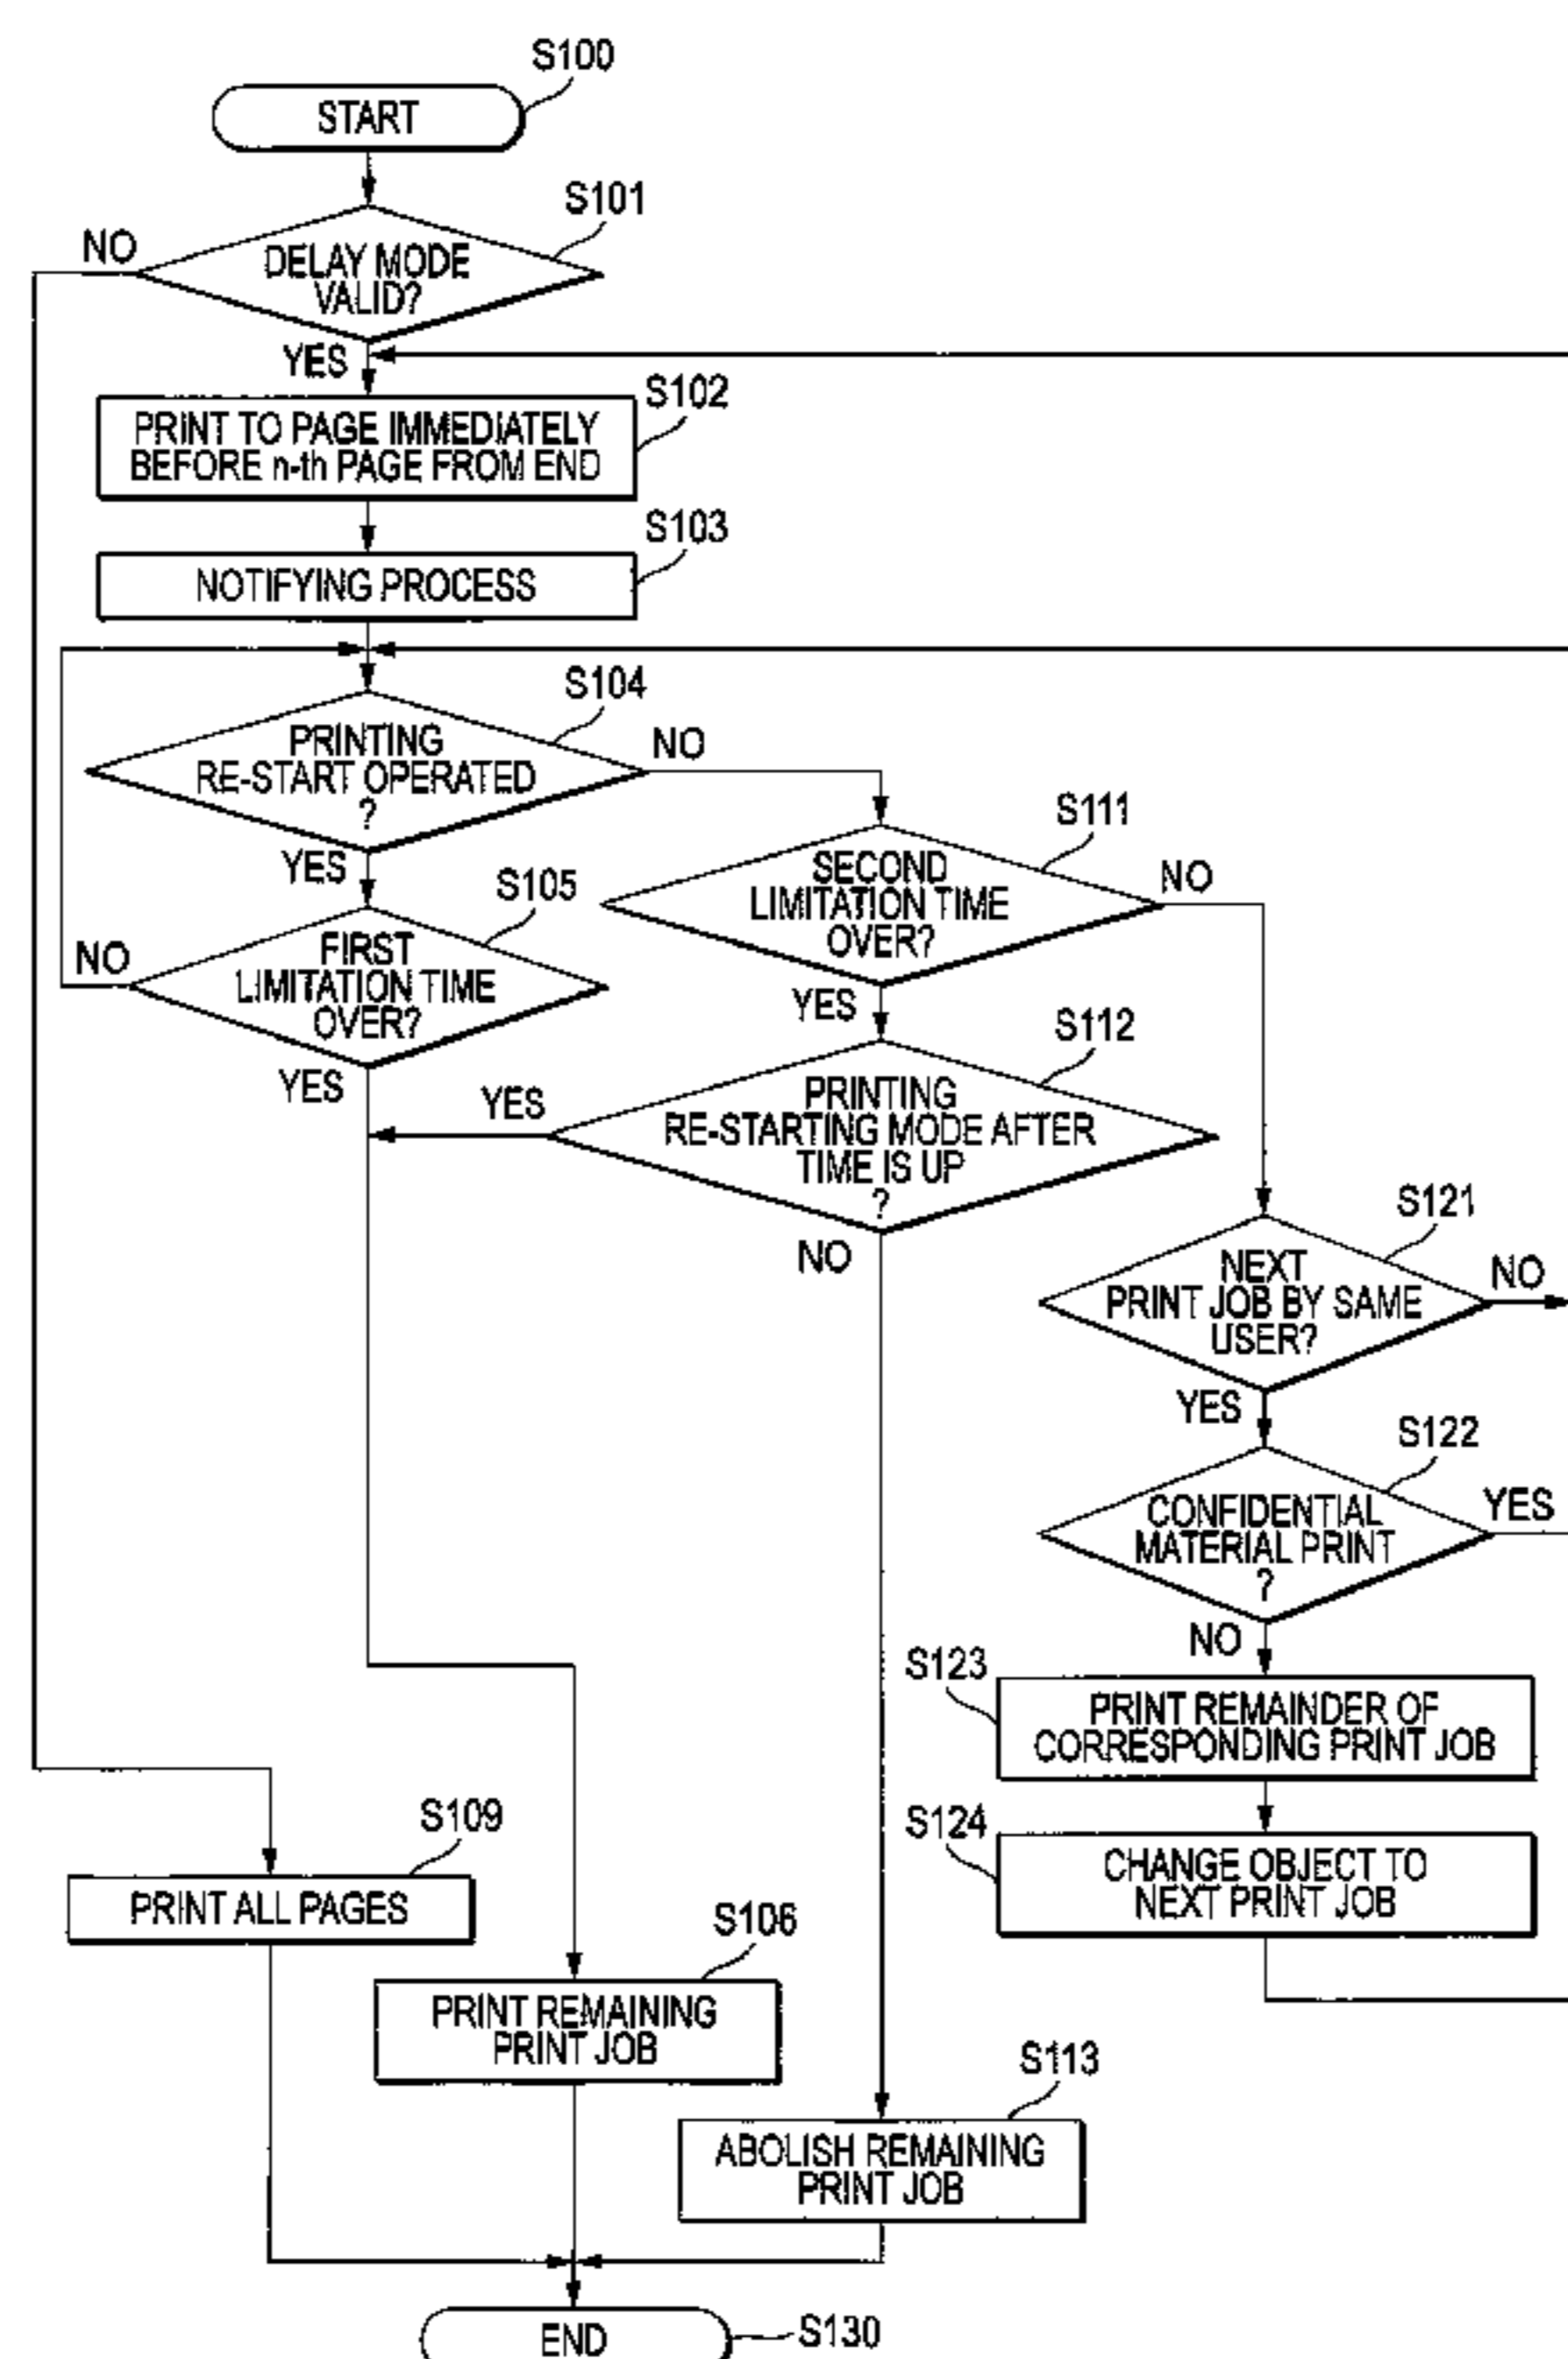 S100
START
S101
NO
DELAY MODE
VALID?
YES
S102
PRINT TO PAGE IMMEDIATELY
BEFORE n-th PAGE FROM END
S103
NOTIFYING PROCESS
S104
PRINTING
RE-START OPERATED
?
NO
YES
S105
FIRST
LIMITATION TIME
OVER?
NO
YES
S111
SECOND
LIMITATION TIME
OVER?
NO
YES
S112
PRINTING
RE-STARTING MODE AFTER
TIME IS UP
?
YES
NO
S121
NEXT
PRINT JOB BY SAME
USER?
NO
YES
S122
CONFIDENTIAL
MATERIAL PRINT
?
YES
NO
S123
PRINT REMAINDER OF
CORRESPONDING PRINT JOB
S124
CHANGE OBJECT TO
NEXT PRINT JOB
S109
PRINT ALL PAGES
S106
PRINT REMAINING
PRINT JOB
S113
ABOLISH REMAINING
PRINT JOB
END
S130